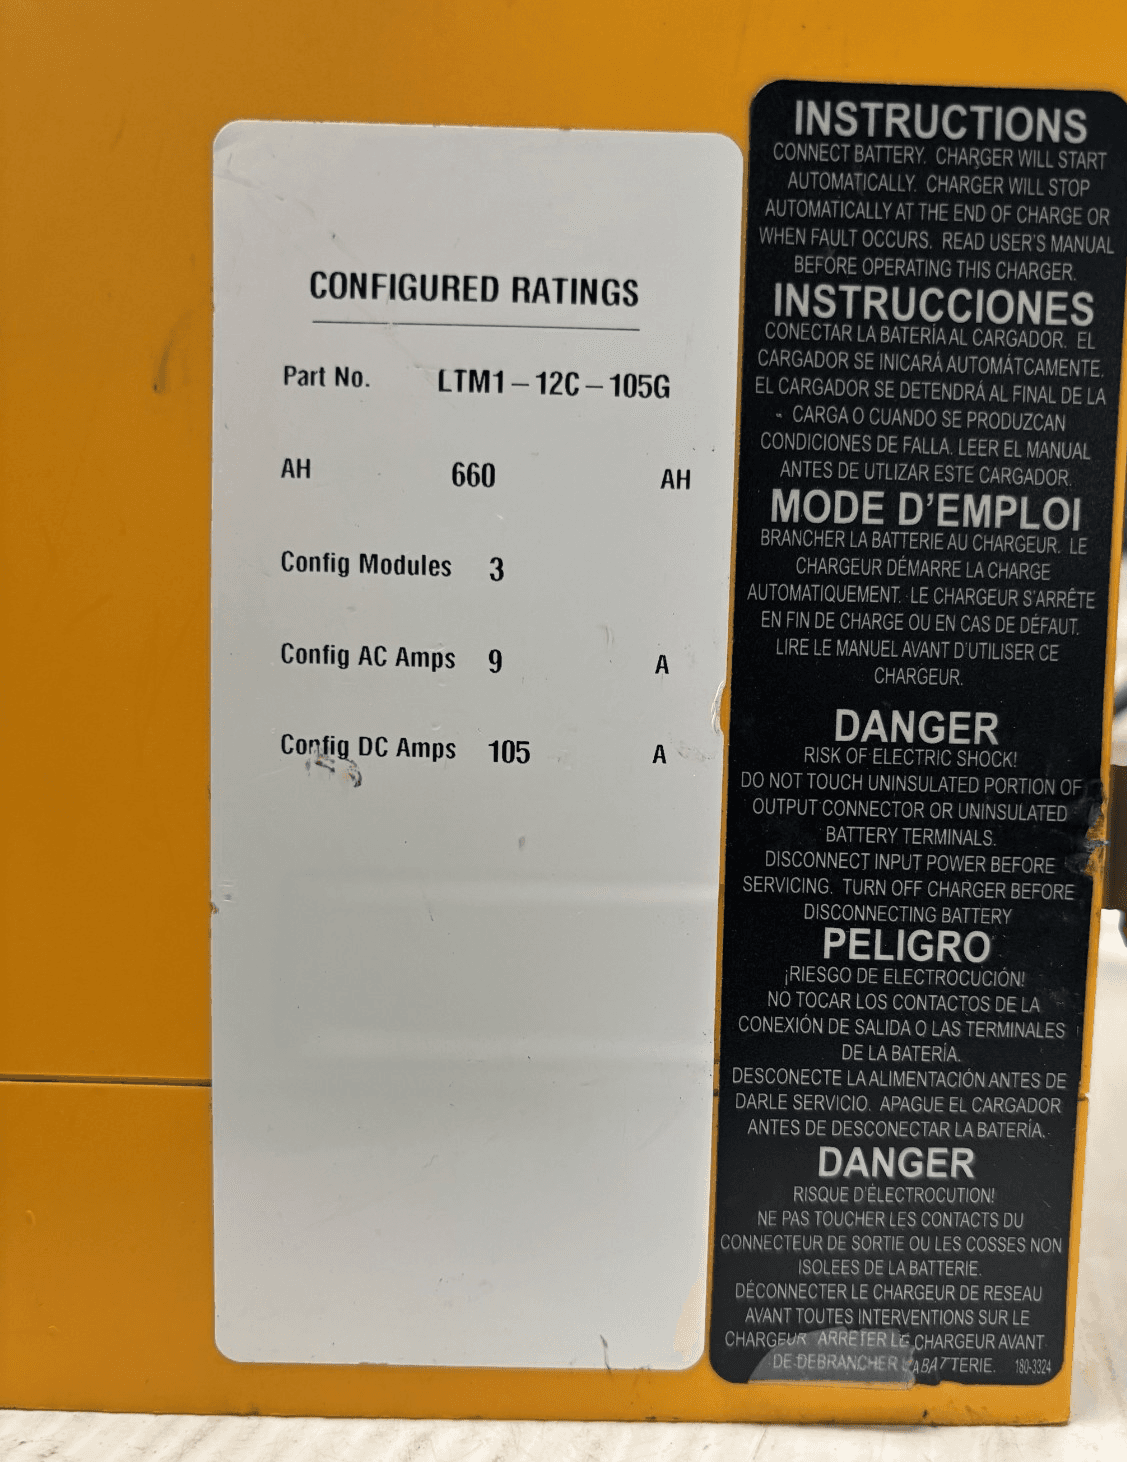 CONFIGURED RATINGS
Part No. LTM1-12C-105G
AH 660 AH
Config Modules 3
Config AC Amps 9 A
Config DC Amps 105 A
INSTRUCTIONS
CONNECT BATTERY. CHARGER WILL START
AUTOMATICALLY. CHARGER WILL STOP
AUTOMATICALLY AT THE END OF CHARGE OR
WHEN FAULT OCCURS. READ USER'S MANUAL
BEFORE OPERATING THIS CHARGER.
INSTRUCCIONES
CONECTAR LA BATERÍA AL CARGADOR. EL
CARGADOR SE INICARÁ AUTOMÁTCAMENTE.
EL CARGADOR SE DETENDRÁ AL FINAL DE LA
CARGA O CUANDO SE PRODUZCAN
CONDICIONES DE FALLA. LEER EL MANUAL
ANTES DE UTLIZAR ESTE CARGADOR.
MODE D'EMPLOI
BRANCHER LA BATTERIE AU CHARGEUR. LE
CHARGEUR DÉMARRE LA CHARGE
AUTOMATIQUEMENT. LE CHARGEUR S'ARRÊTE
EN FIN DE CHARGE OU EN CAS DE DÉFAUT.
LIRE LE MANUEL AVANT D'UTILISER CE
CHARGEUR.
DANGER
RISK OF ELECTRIC SHOCK!
DO NOT TOUCH UNINSULATED PORTION OF
OUTPUT CONNECTOR OR UNINSULATED
BATTERY TERMINALS.
DISCONNECT INPUT POWER BEFORE
SERVICING. TURN OFF CHARGER BEFORE
DISCONNECTING BATTERY
PELIGRO
¡RIESGO DE ELECTROCUCIÓN!
NO TOCAR LOS CONTACTOS DE LA
CONEXIÓN DE SALIDA O LAS TERMINALES
DE LA BATERÍA.
DESCONECTE LA ALIMENTACIÓN ANTES DE
DARLE SERVICIO. APAGUE EL CARGADOR
ANTES DE DESCONECTAR LA BATERÍA.
DANGER
RISQUE D'ÉLECTROCUTION!
NE PAS TOUCHER LES CONTACTS DU
CONNECTEUR DE SORTIE OU LES COSSES NON
ISOLEES DE LA BATTERIE.
DÉCONNECTER LE CHARGEUR DE RESEAU
AVANT TOUTES INTERVENTIONS SUR LE
CHARGEUR ARRETER LE CHARGEUR AVANT
DE DEBRANCHER LA BATTERIE. 180-3324